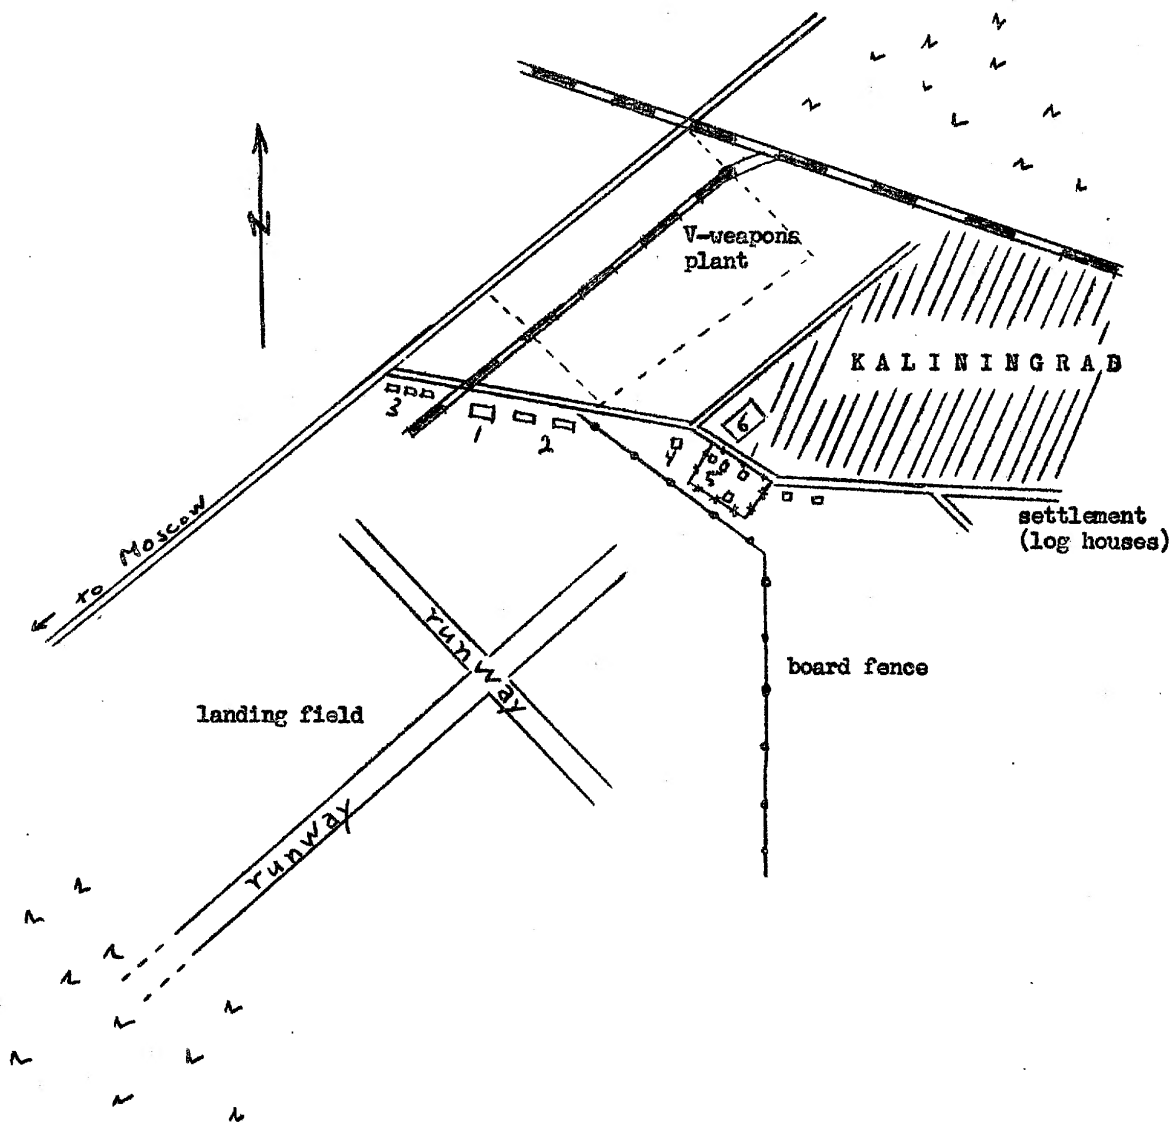 N
V-weapons
plant
KALININGRAD
3
1
2
4
5
6
settlement
(log houses)
to Moscow
runway
board fence
landing field
runway